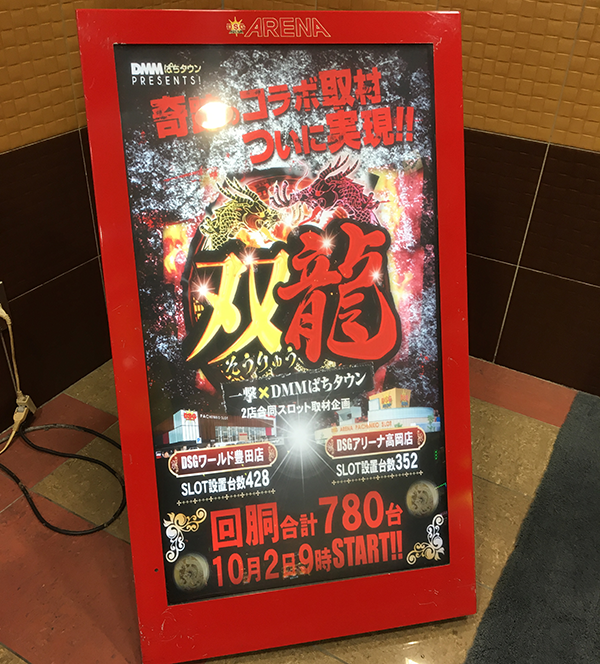 DSG ARENA
DMMぱちタウン
PRESENTS!
奇跡のコラボ取材
ついに実現!!
双龍
そうりゅう
一撃×DMMぱちタウン
2店合同スロット取材企画
DSGワールド豊田店
SLOT設置台数428
DSGアリーナ高岡店
SLOT設置台数352
回胴合計780台
10月2日9時START!!